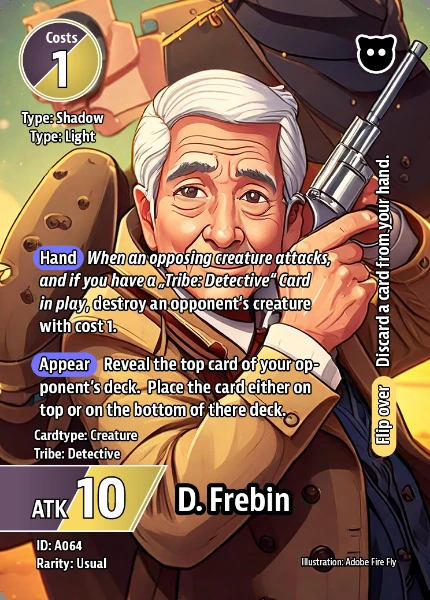 Costs
1
Type: Shadow
Type: Light
Hand When an opposing creature attacks,
and if you have a „Tribe: Detective“ Card
in play, destroy an opponent's creature
with cost 1.
Appear Reveal the top card of your op-
ponent's deck. Place the card either on
top or on the bottom of there deck.
Flip over Discard a card from your hand.
Cardtype: Creature
Tribe: Detective
ATK 10
D. Frebin
ID: A064
Rarity: Usual
Illustration: Adobe Fire Fly